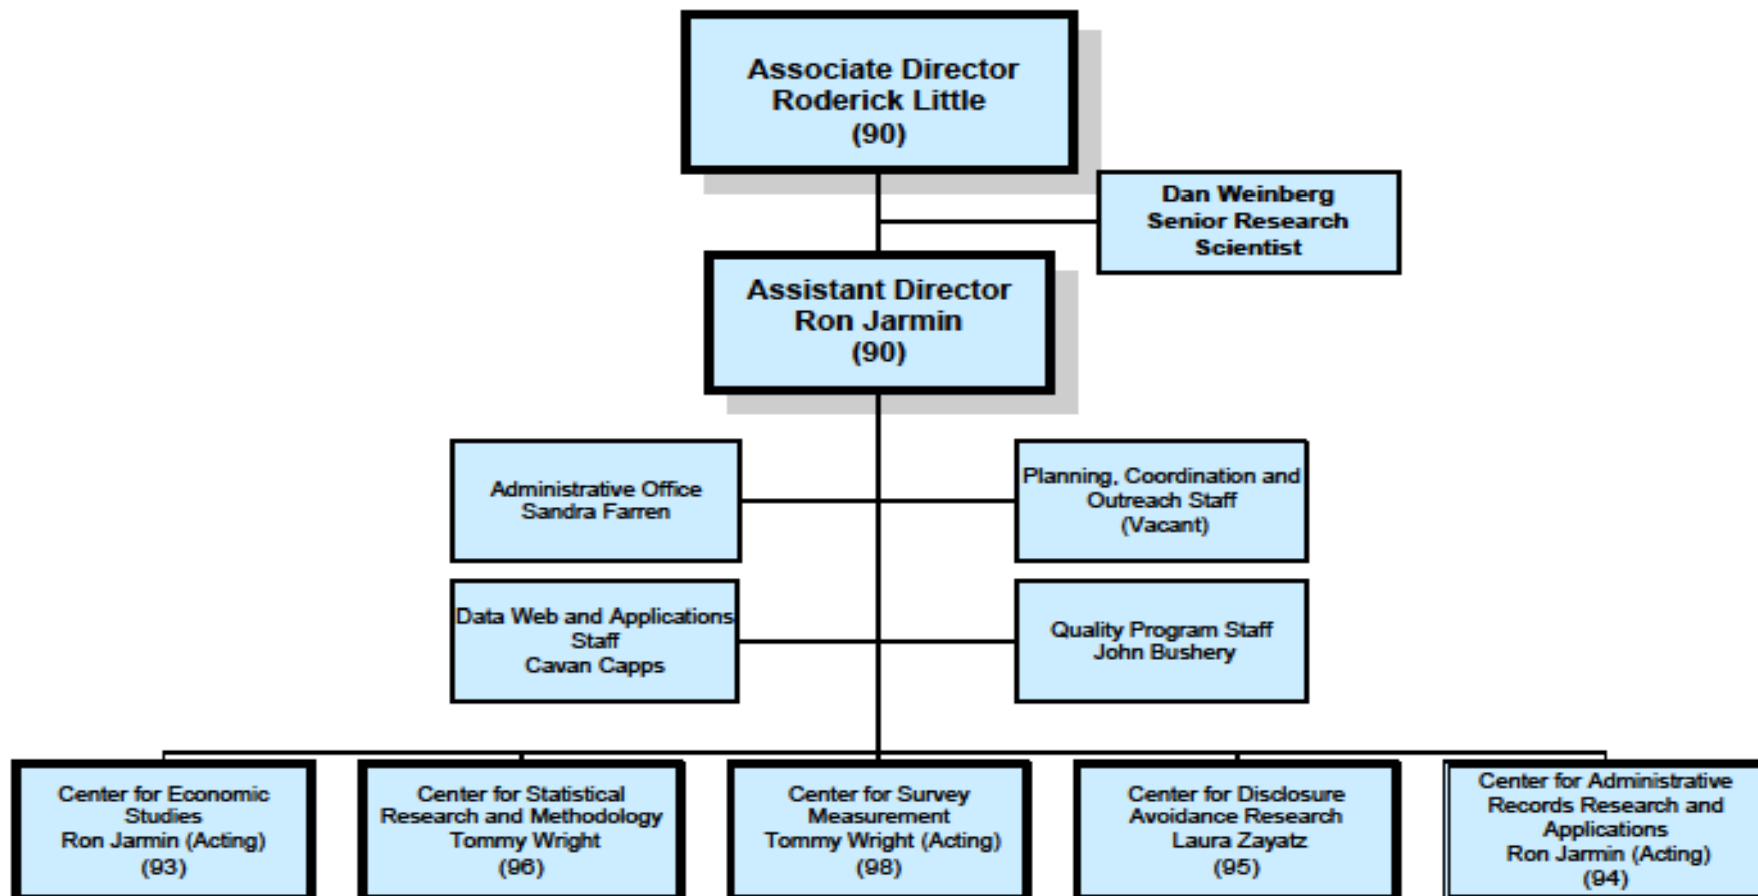 Associate Director
Roderick Little
(90)
Dan Weinberg
Senior Research
Scientist
Assistant Director
Ron Jarmin
(90)
Administrative Office
Sandra Farren
Planning, Coordination and
Outreach Staff
(Vacant)
Data Web and Applications
Staff
Cavan Capps
Quality Program Staff
John Bushery
Center for Economic
Studies
Ron Jarmin (Acting)
(93)
Center for Statistical
Research and Methodology
Tommy Wright
(96)
Center for Survey
Measurement
Tommy Wright (Acting)
(98)
Center for Disclosure
Avoidance Research
Laura Zayatz
(95)
Center for Administrative
Records Research and
Applications
Ron Jarmin (Acting)
(94)